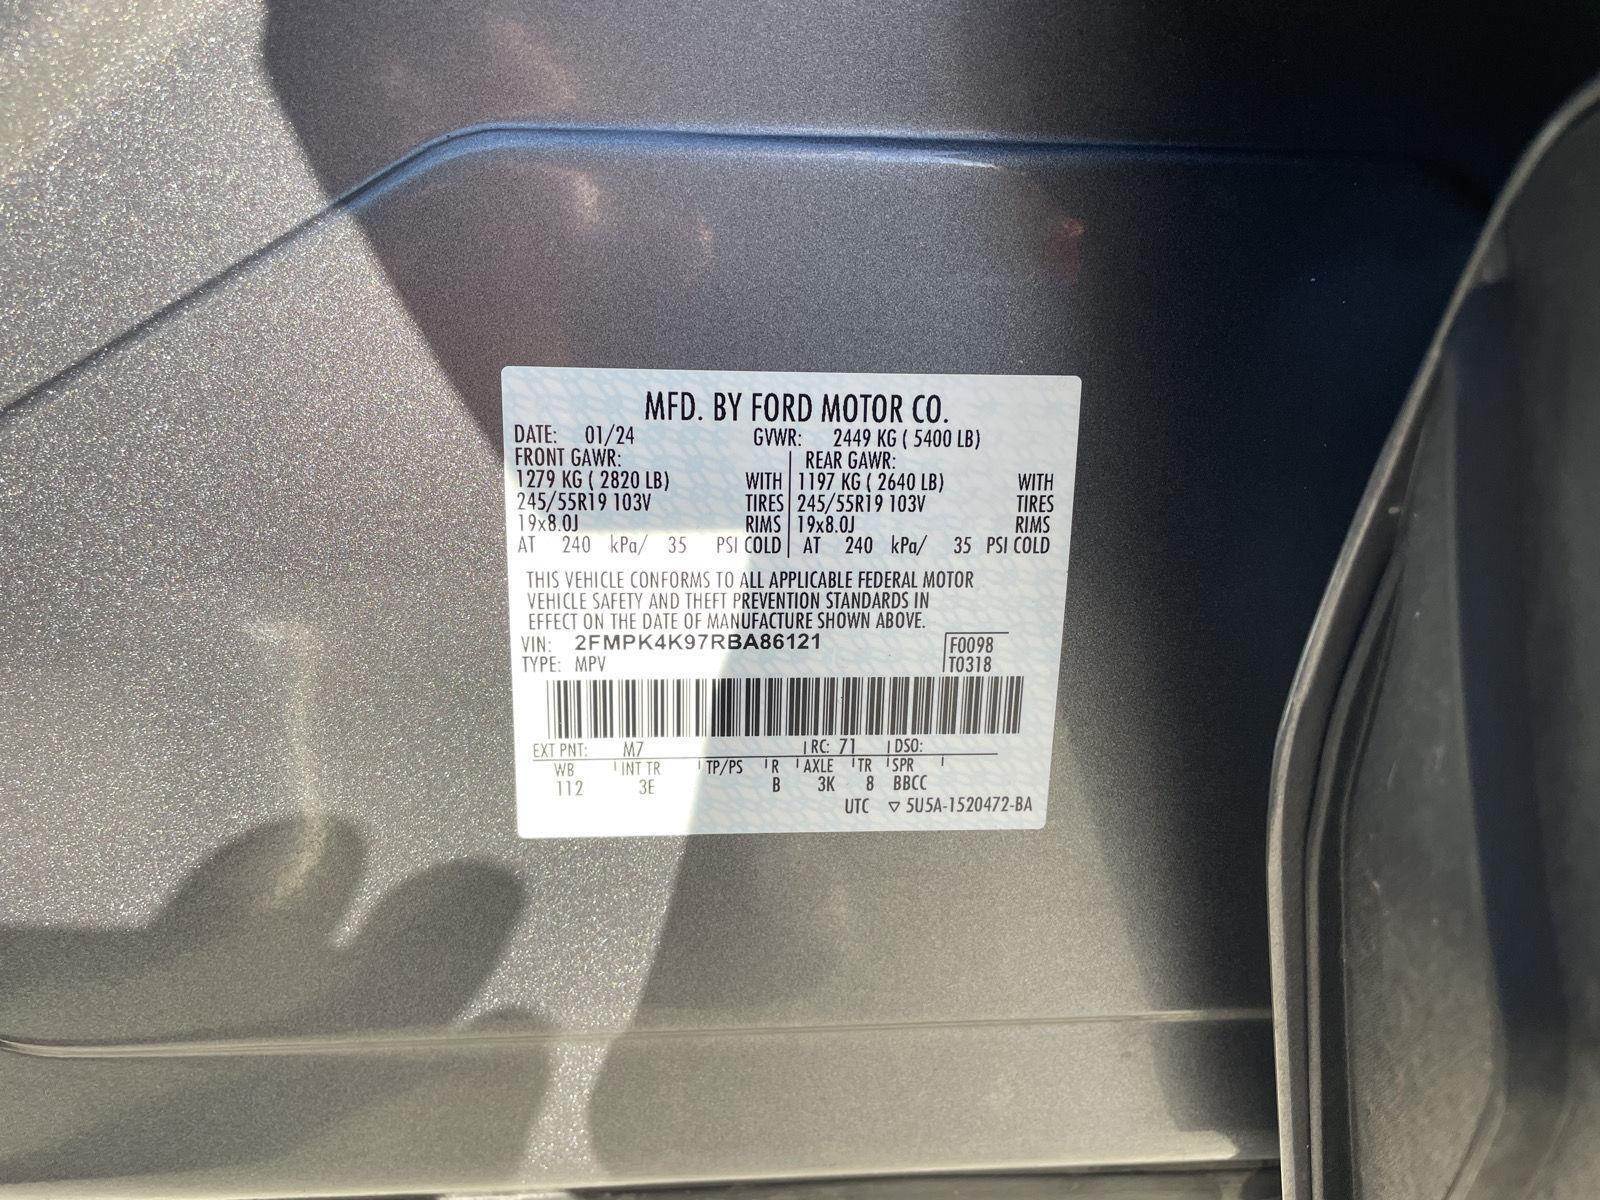 MFD. BY FORD MOTOR CO.
DATE: 01/24 GVWR: 2449 KG ( 5400 LB)
FRONT GAWR: REAR GAWR:
1279 KG ( 2820 LB) WITH 1197 KG ( 2640 LB) WITH
245/55R19 103V TIRES 245/55R19 103V TIRES
19x8.0J RIMS 19x8.0J RIMS
AT 240 kPa/ 35 PSI COLD AT 240 kPa/ 35 PSI COLD
THIS VEHICLE CONFORMS TO ALL APPLICABLE FEDERAL MOTOR
VEHICLE SAFETY AND THEFT PREVENTION STANDARDS IN
EFFECT ON THE DATE OF MANUFACTURE SHOWN ABOVE.
VIN: 2FMPK4K97RBA86121 F0098
TYPE: MPV T0318
EXT PNT: M7 RC: 71 DSO:
WB INT TR TP/PS R AXLE TR SPR
112 3E B 3K 8 BBCC
UTC ▽ 5U5A-1520472-BA